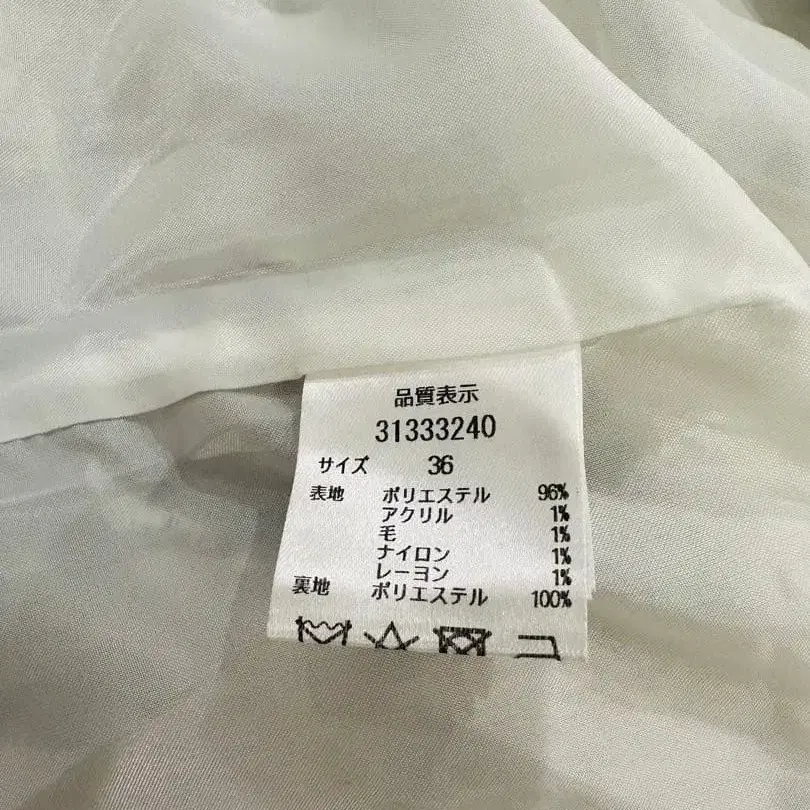 品質表示
31333240
サイズ 36
表地 ポリエステル 96%
アクリル 1%
毛 1%
ナイロン 1%
レーヨン 1%
裏地 ポリエステル 100%